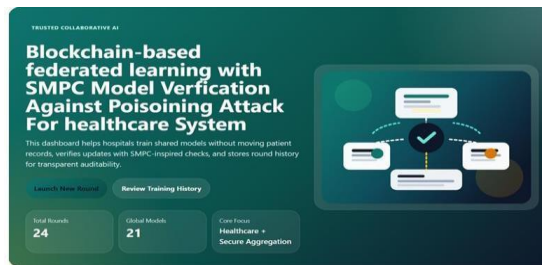 TRUSTED COLLABORATIVE AI
Blockchain-based
federated learning with
SMPC Model Verfication
Against Poisoining Attack
For healthcare System
This dashboard helps hospitals train shared models without moving patient
records, verifies updates with SMPC-inspired checks, and stores round history
for transparent auditability.
Launch New Round
Review Training History
Total Rounds
24
Global Models
21
Core Focus
Healthcare +
Secure Aggregation